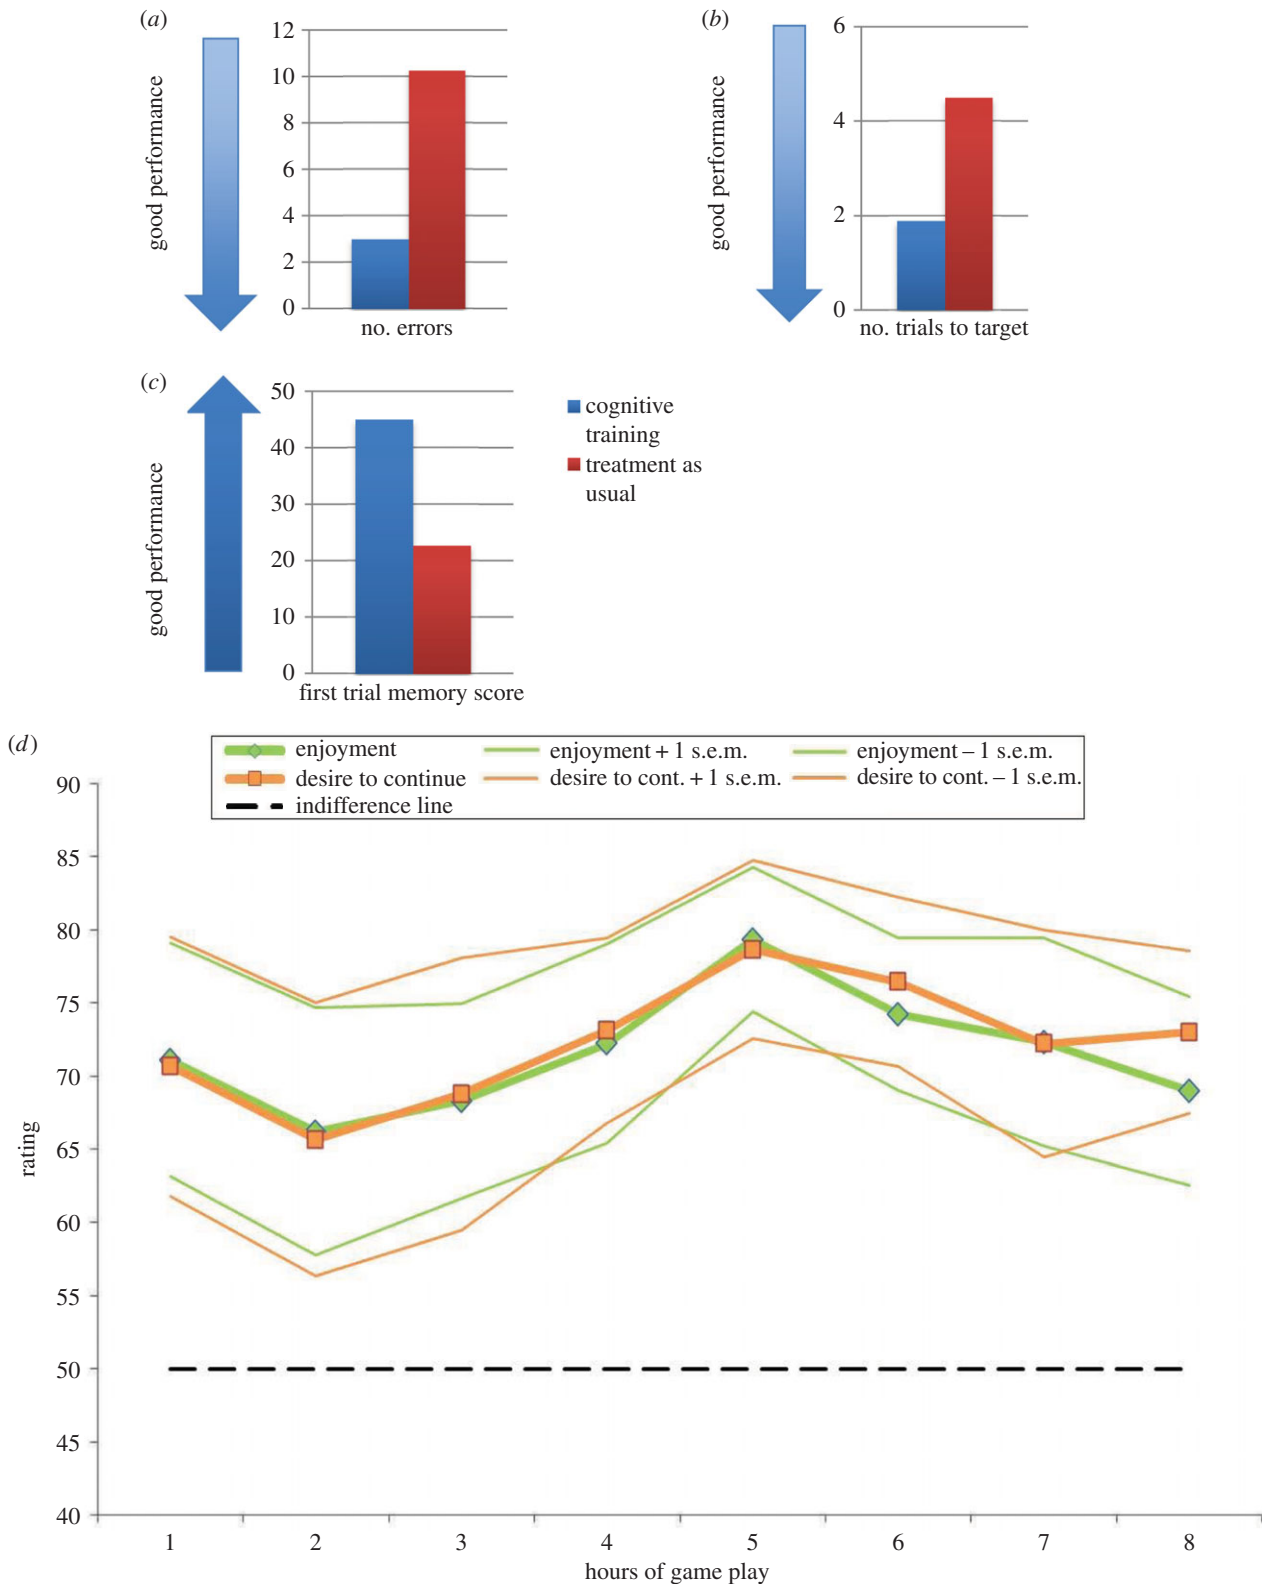 (a)
good performance
12
10
8
6
4
2
0
no. errors
(b)
good performance
6
4
2
0
no. trials to target
(c)
good performance
50
40
30
20
10
0
first trial memory score
cognitive
training
treatment as
usual
(d)
enjoyment
enjoyment + 1 s.e.m.
enjoyment – 1 s.e.m.
desire to continue
desire to cont. + 1 s.e.m.
desire to cont. – 1 s.e.m.
indifference line
rating
90
85
80
75
70
65
60
55
50
45
40
1 2 3 4 5 6 7 8
hours of game play